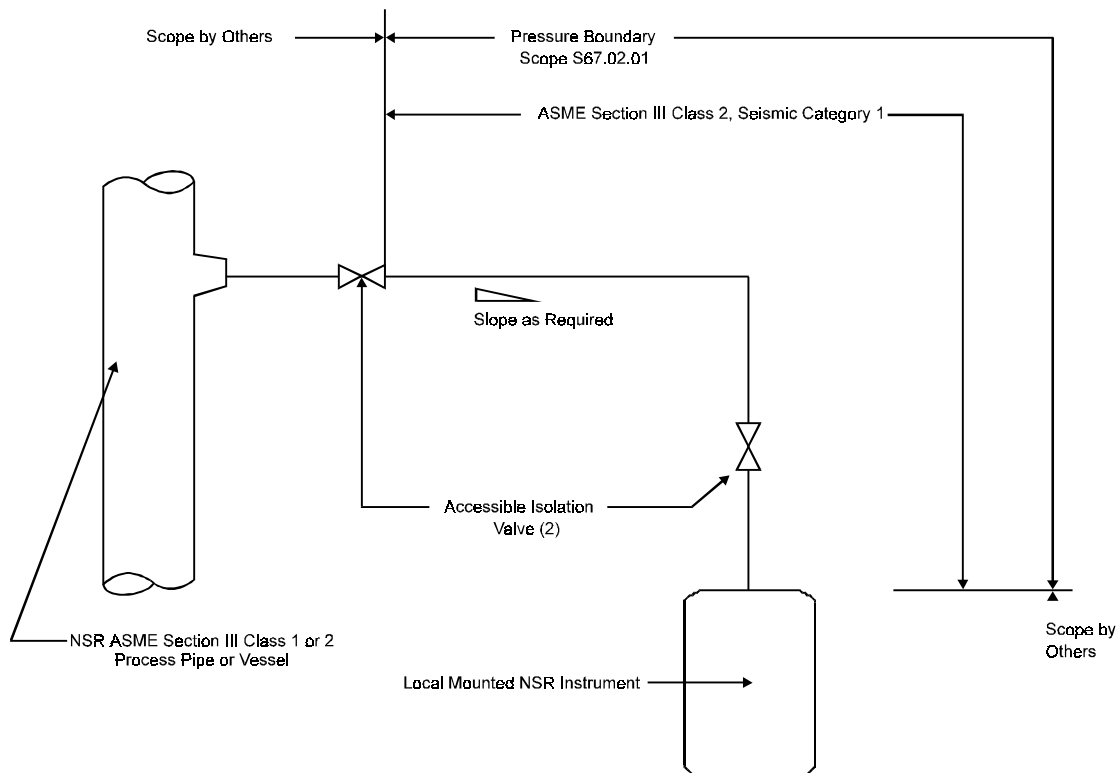 Scope by Others
Pressure Boundary
Scope S67.02.01
ASME Section III Class 2, Seismic Category 1
Slope as Required
Accessible Isolation
Valve (2)
NSR ASME Section III Class 1 or 2
Process Pipe or Vessel
Scope by
Others
Local Mounted NSR Instrument